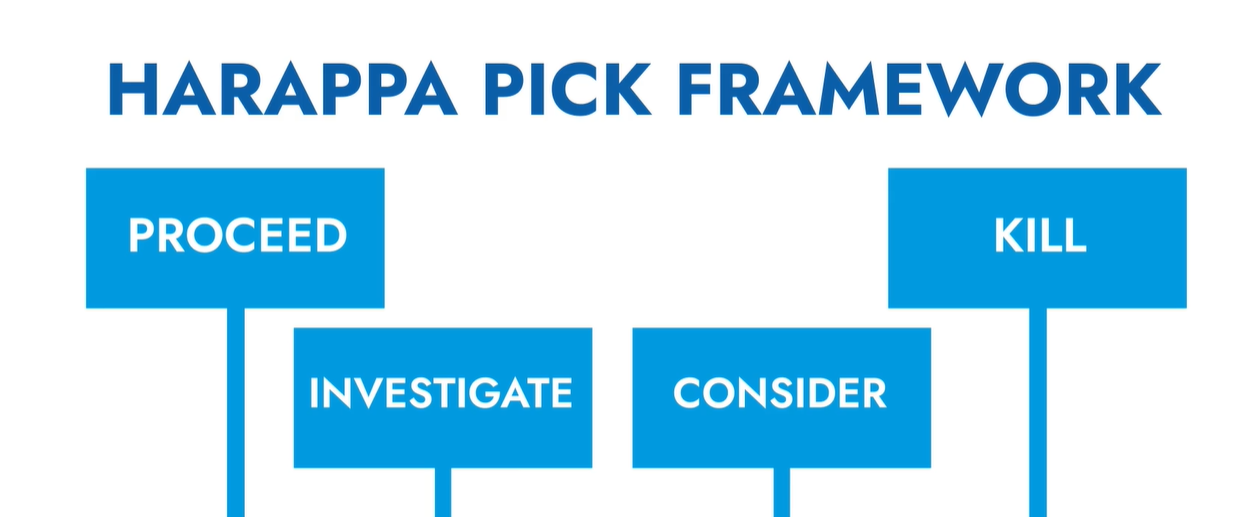 HARAPPA PICK FRAMEWORK
PROCEED
KILL
INVESTIGATE
CONSIDER